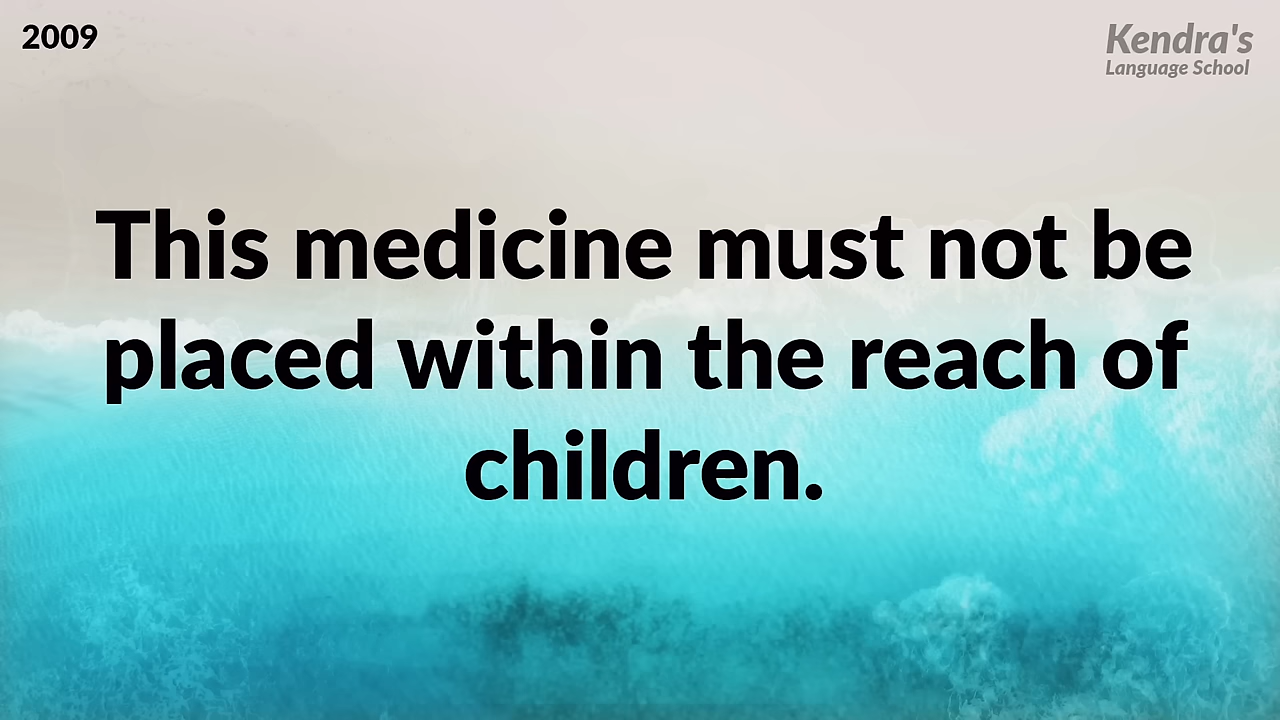 2009
Kendra's
Language School
This medicine must not be
placed within the reach of
children.